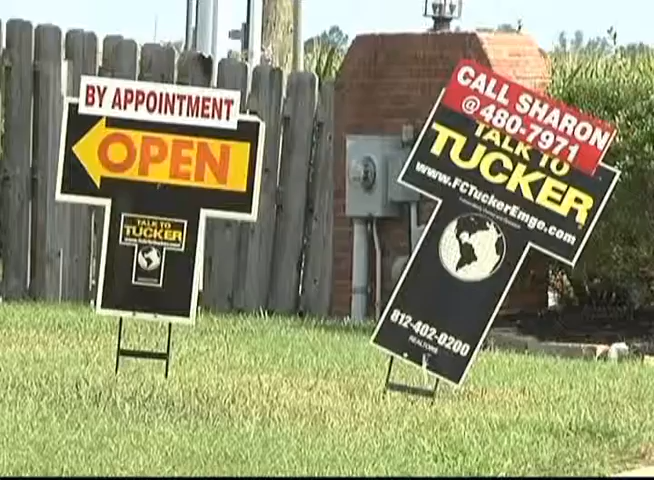 BY APPOINTMENT
OPEN
TALK TO
TUCKER
CALL SHARON
@ 480-7971
TALK TO
TUCKER
www.FCTuckerEmge.com
812-402-0200
REALTORS